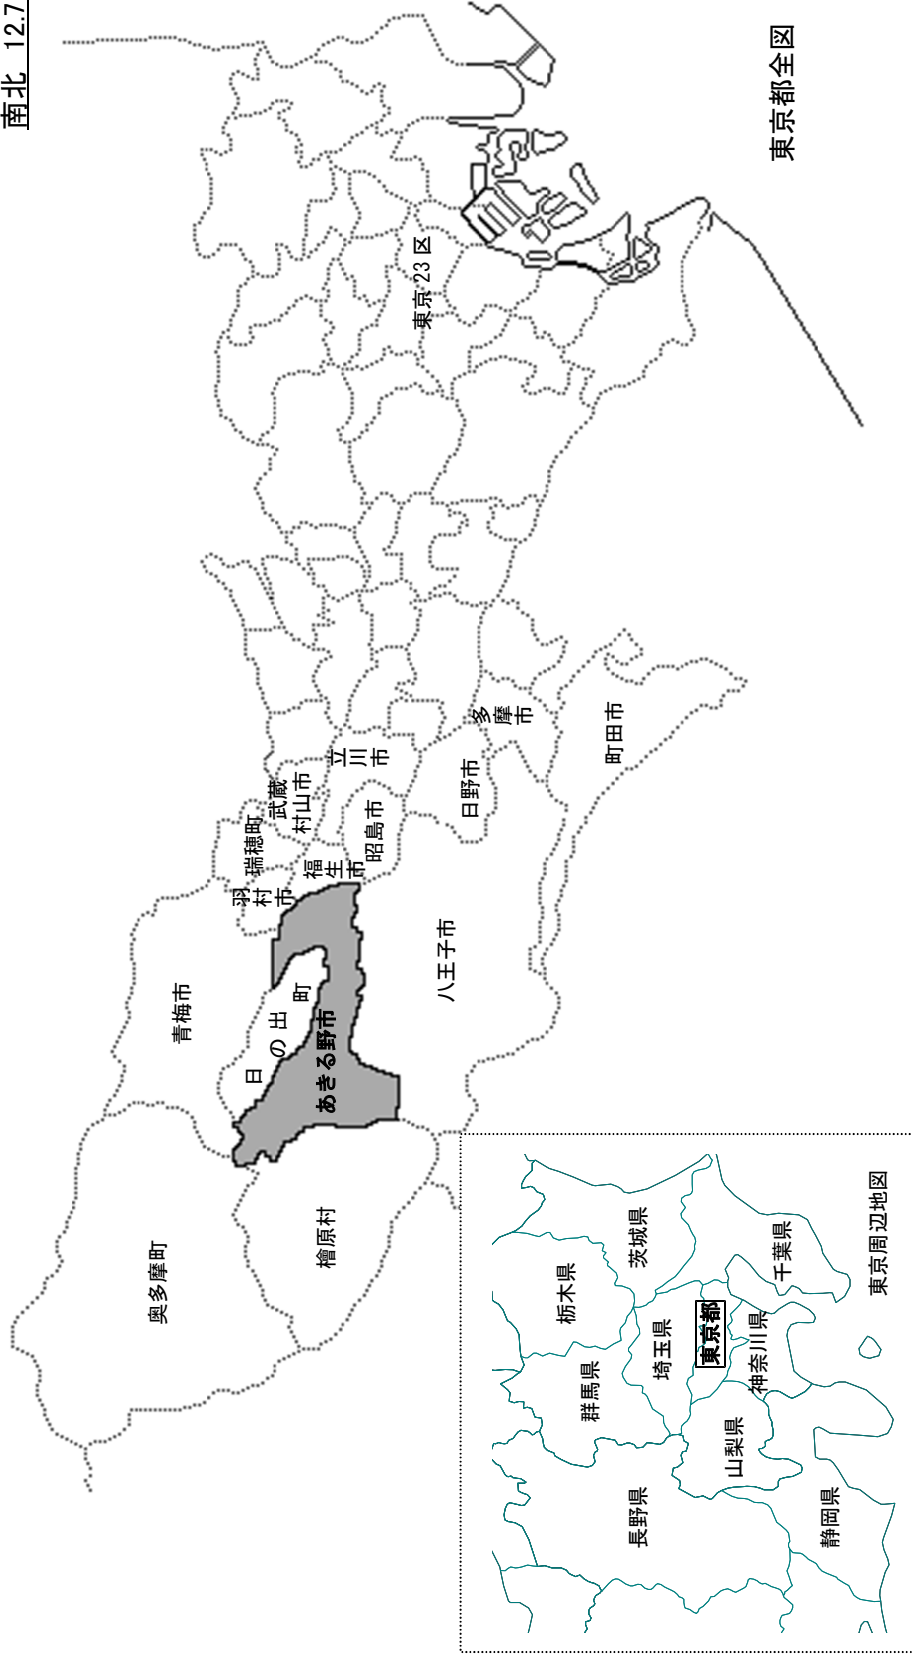 南北 12.7
東京都全図
東京 23 区
奥多摩町
檜原村
青梅市
日の出町
あきる野市
羽村市
瑞穂町
福生市
武蔵
村山市
昭島市
立川市
八王子市
日野市
多摩市
町田市
東京周辺地図
長野県
群馬県
栃木県
茨城県
埼玉県
東京都
千葉県
神奈川県
山梨県
静岡県